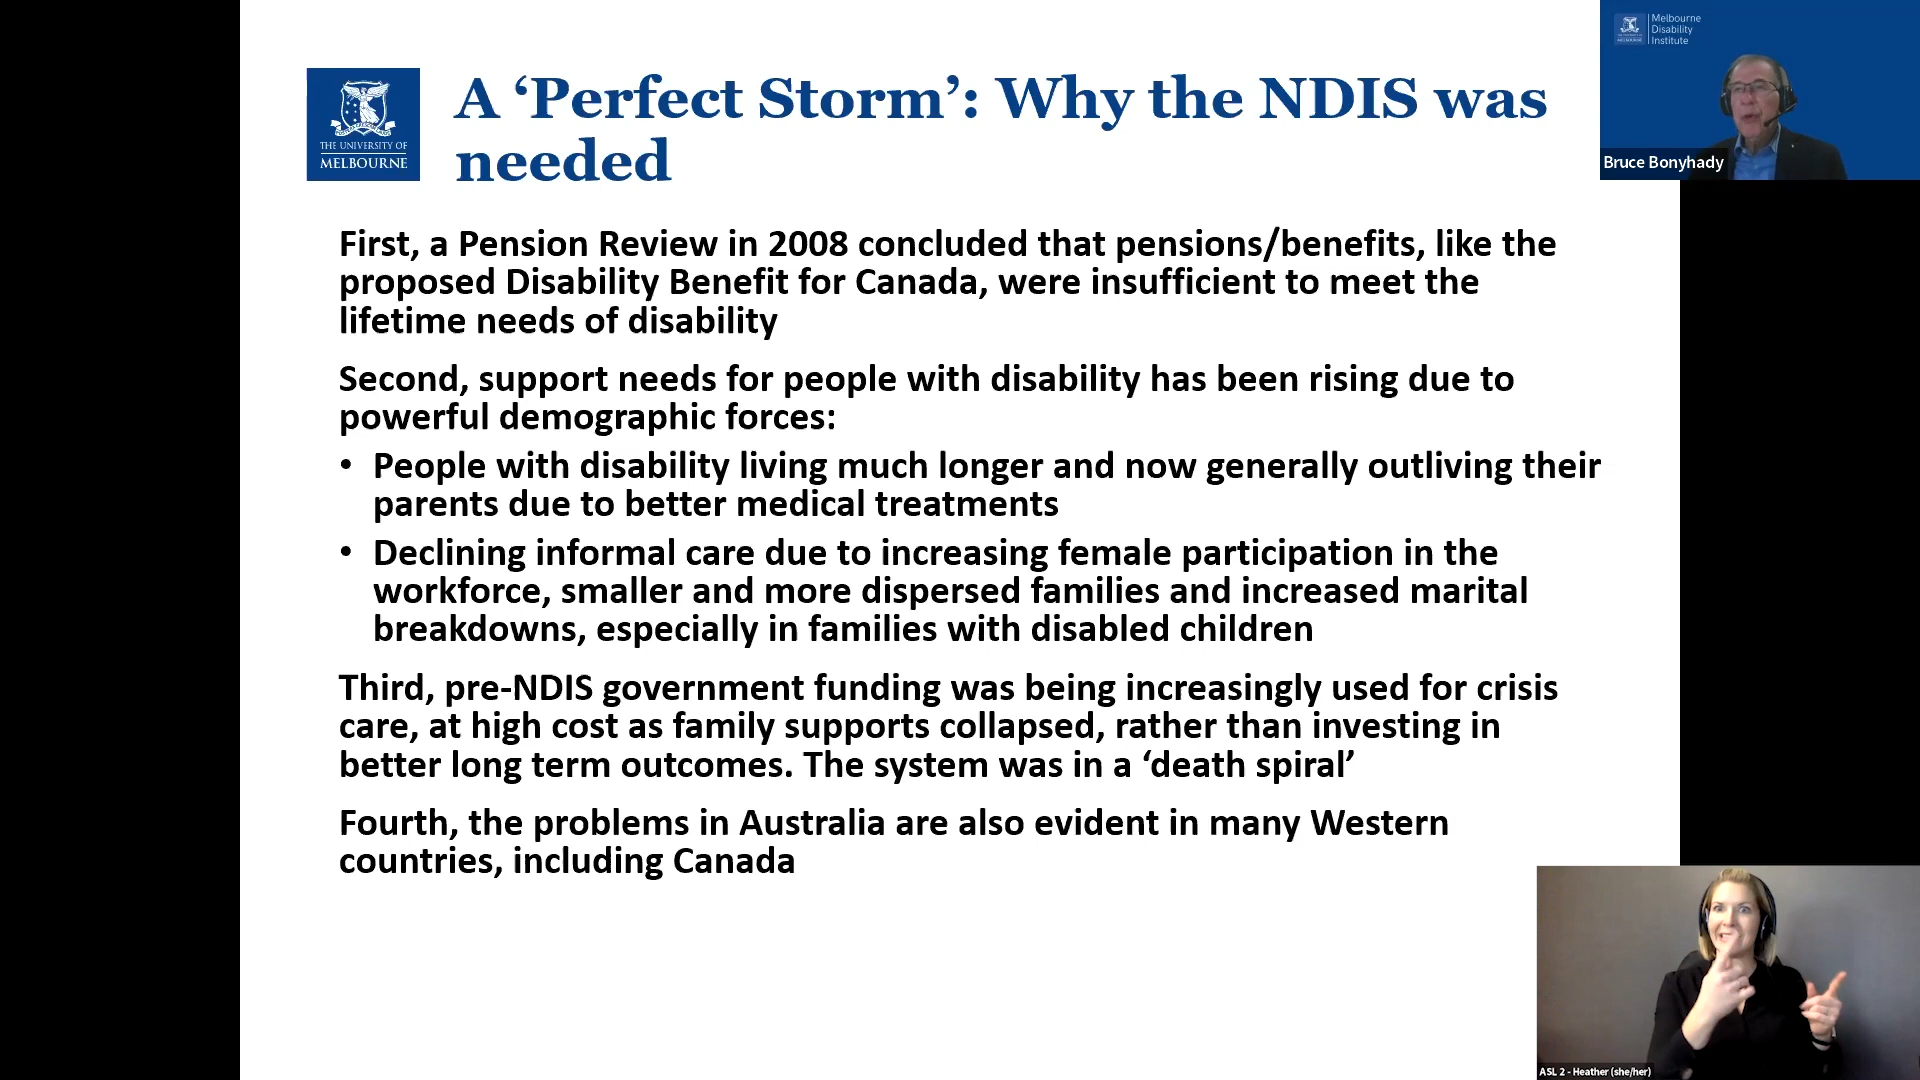 THE UNIVERSITY OF
MELBOURNE
A ‘Perfect Storm’: Why the NDIS was
needed
First, a Pension Review in 2008 concluded that pensions/benefits, like the
proposed Disability Benefit for Canada, were insufficient to meet the
lifetime needs of disability
Second, support needs for people with disability has been rising due to
powerful demographic forces:
• People with disability living much longer and now generally outliving their
parents due to better medical treatments
• Declining informal care due to increasing female participation in the
workforce, smaller and more dispersed families and increased marital
breakdowns, especially in families with disabled children
Third, pre-NDIS government funding was being increasingly used for crisis
care, at high cost as family supports collapsed, rather than investing in
better long term outcomes. The system was in a ‘death spiral’
Fourth, the problems in Australia are also evident in many Western
countries, including Canada
Melbourne
Disability
Institute
Bruce Bonyhady
ASL 2 - Heather (she/her)